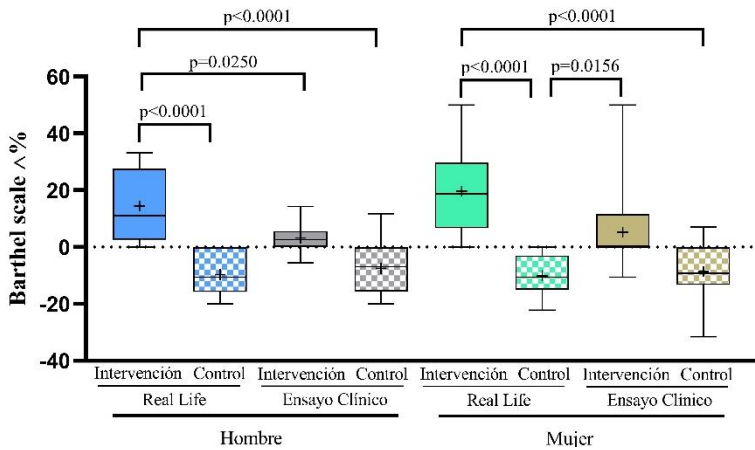 p<0.0001 p<0.0001
p=0.0250 p<0.0001 p=0.0156
p<0.0001
Barthel scale ^%
60
40
20
0
-20
-40
Intervención Control Intervención Control Intervención Control Intervención Control
Real Life Ensayo Clínico Real Life Ensayo Clínico
Hombre Mujer